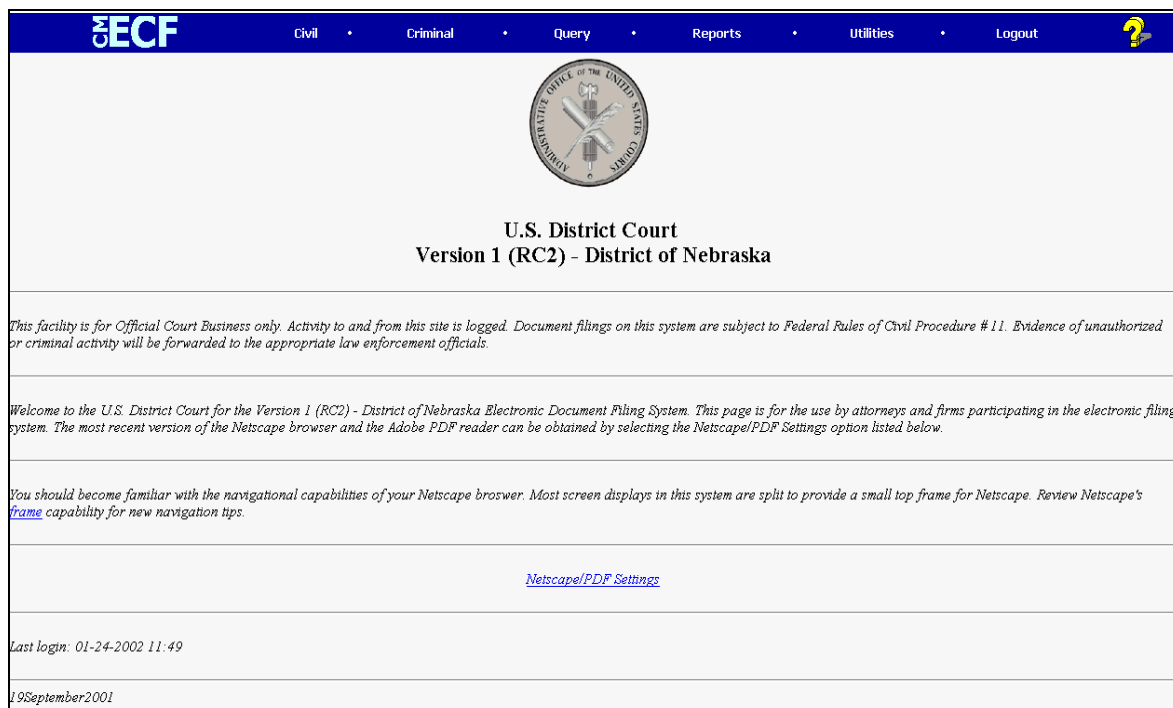 CM ECF Civil • Criminal • Query • Reports • Utilities • Logout ?
ADMINISTRATIVE OFFICE OF THE UNITED STATES COURTS
U.S. District Court
Version 1 (RC2) - District of Nebraska
This facility is for Official Court Business only. Activity to and from this site is logged. Document filings on this system are subject to Federal Rules of Civil Procedure # 11. Evidence of unauthorized
or criminal activity will be forwarded to the appropriate law enforcement officials.
Welcome to the U.S. District Court for the Version 1 (RC2) - District of Nebraska Electronic Document Filing System. This page is for the use by attorneys and firms participating in the electronic filing
system. The most recent version of the Netscape browser and the Adobe PDF reader can be obtained by selecting the Netscape/PDF Settings option listed below.
You should become familiar with the navigational capabilities of your Netscape broswer. Most screen displays in this system are split to provide a small top frame for Netscape. Review Netscape's
frame capability for new navigation tips.
Netscape/PDF Settings
Last login: 01-24-2002 11:49
19September2001